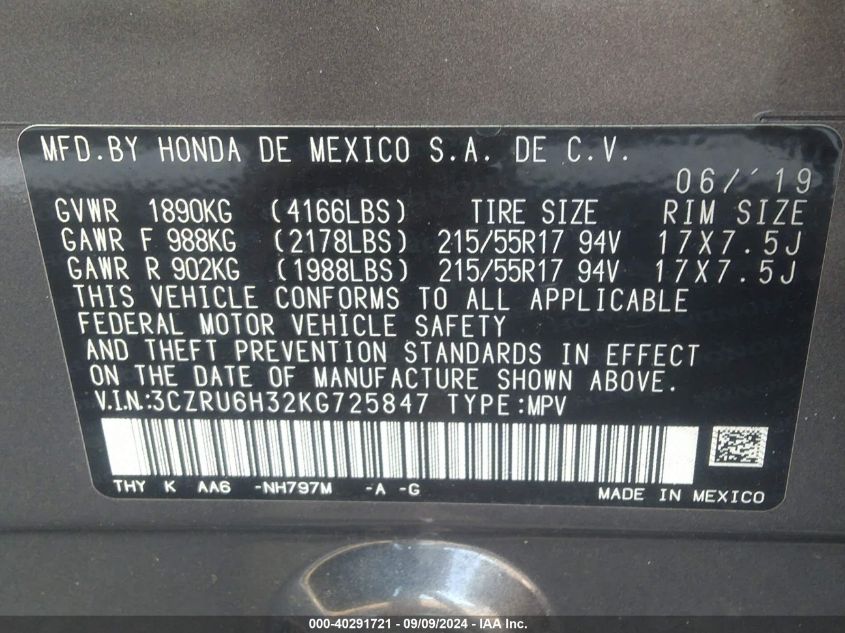 MFD.BY HONDA DE MEXICO S.A. DE C.V.
06/'19
GVWR 1890KG (4166LBS) TIRE SIZE RIM SIZE
GAWR F 988KG (2178LBS) 215/55R17 94V 17X7.5J
GAWR R 902KG (1988LBS) 215/55R17 94V 17X7.5J
THIS VEHICLE CONFORMS TO ALL APPLICABLE
FEDERAL MOTOR VEHICLE SAFETY
AND THEFT PREVENTION STANDARDS IN EFFECT
ON THE DATE OF MANUFACTURE SHOWN ABOVE.
V.I.N.:3CZRU6H32KG725847 TYPE:MPV
THY K AA6 -NH797M -A -G MADE IN MEXICO
000-40291721 - 09/09/2024 - IAA Inc.